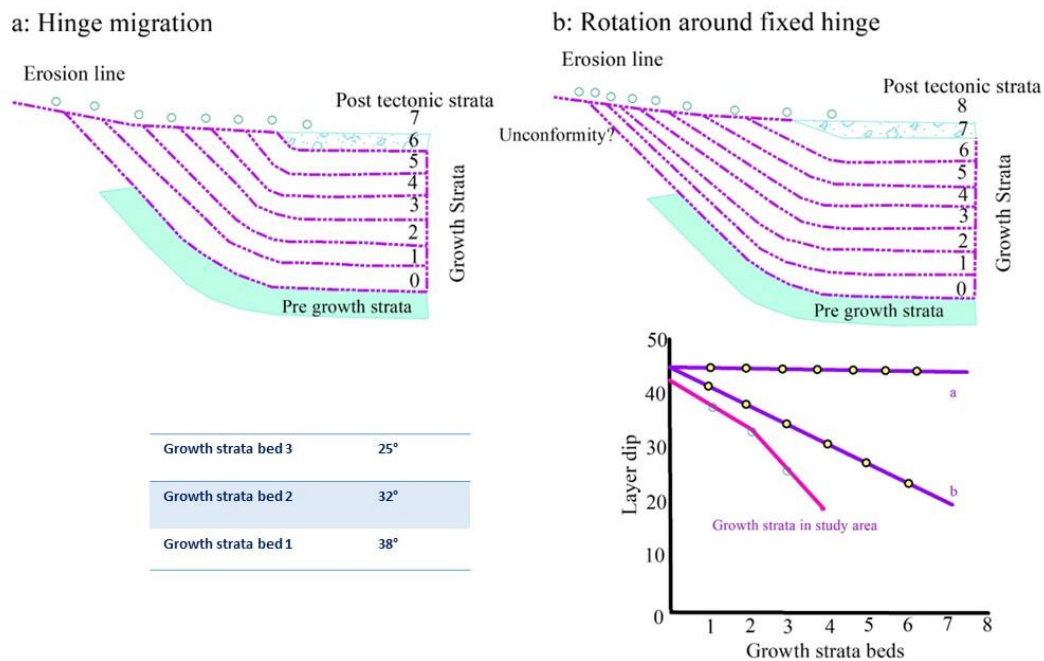 a: Hinge migration
Erosion line
Post tectonic strata
7
6
5
4
3
2
1
0
Growth Strata
Pre growth strata
b: Rotation around fixed hinge
Erosion line
Post tectonic strata
Unconformity?
8
7
6
5
4
3
2
1
0
Growth Strata
Pre growth strata
Growth strata bed 3 25°
Growth strata bed 2 32°
Growth strata bed 1 38°
50
40
30
20
10
0
Layer dip
a
b
Growth strata in study area
1 2 3 4 5 6 7 8
Growth strata beds